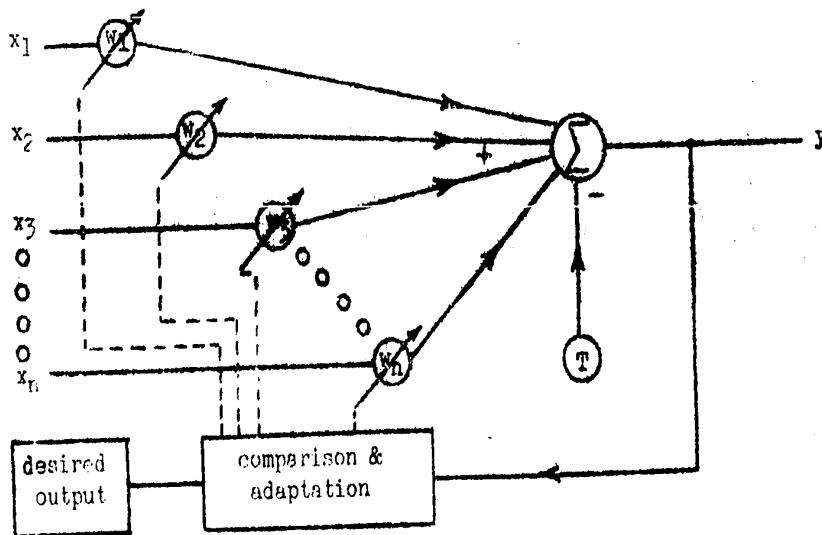 x1
W1
x2
W2
+
Σ
y
-
x3
W3
T
xn
Wn
desired
output
comparison &
adaptation